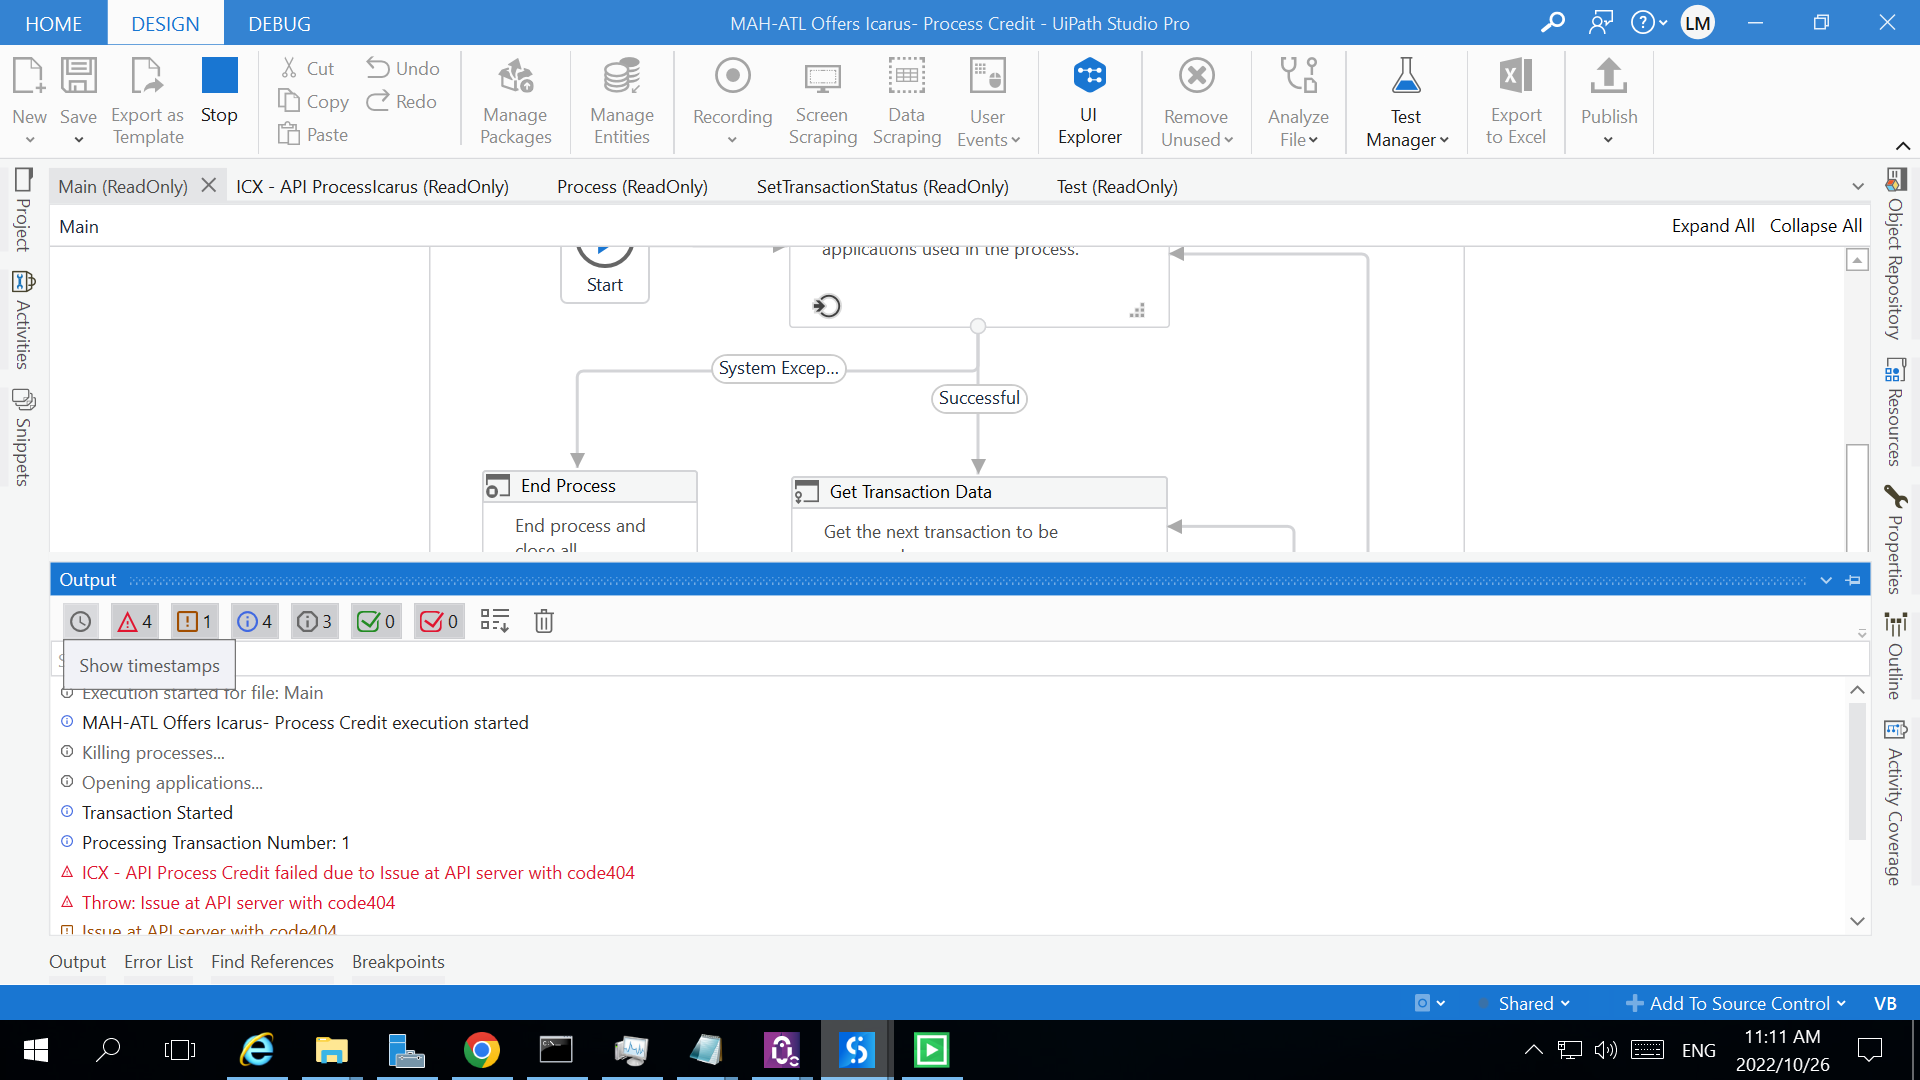 HOME DESIGN DEBUG
MAH-ATL Offers Icarus- Process Credit - UiPath Studio Pro
LM
New
Save
Export as Template
Stop
Cut
Copy
Paste
Undo
Redo
Manage Packages
Manage Entities
Recording
Screen Scraping
Data Scraping
User Events
UI Explorer
Remove Unused
Analyze File
Test Manager
Export to Excel
Publish
Main (ReadOnly)
ICX - API ProcessIcarus (ReadOnly)
Process (ReadOnly)
SetTransactionStatus (ReadOnly)
Test (ReadOnly)
Main
Expand All Collapse All
Project
Activities
Snippets
Object Repository
Resources
Properties
Outline
Activity Coverage
applications used in the process.
Start
System Excep...
Successful
End Process
End process and
close all
Get Transaction Data
Get the next transaction to be
Output
4 1 4 3 0 0
Show timestamps
Execution started for file: Main
MAH-ATL Offers Icarus- Process Credit execution started
Killing processes...
Opening applications...
Transaction Started
Processing Transaction Number: 1
ICX - API Process Credit failed due to Issue at API server with code404
Throw: Issue at API server with code404
Issue at API server with code404
Output Error List Find References Breakpoints
Shared
Add To Source Control
VB
ENG
11:11 AM
2022/10/26